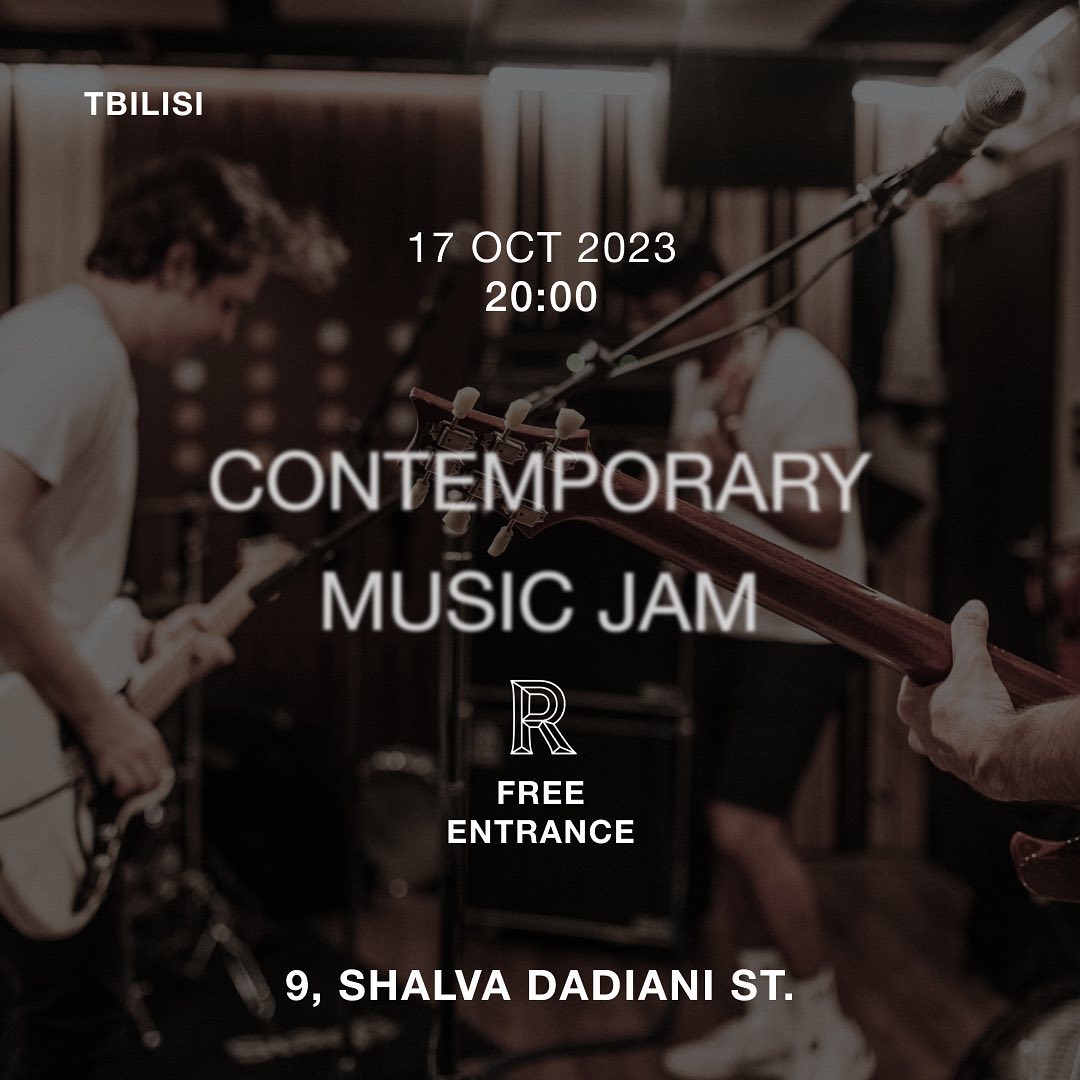 TBILISI
17 OCT 2023
20:00
CONTEMPORARY
MUSIC JAM
R
FREE
ENTRANCE
9, SHALVA DADIANI ST.